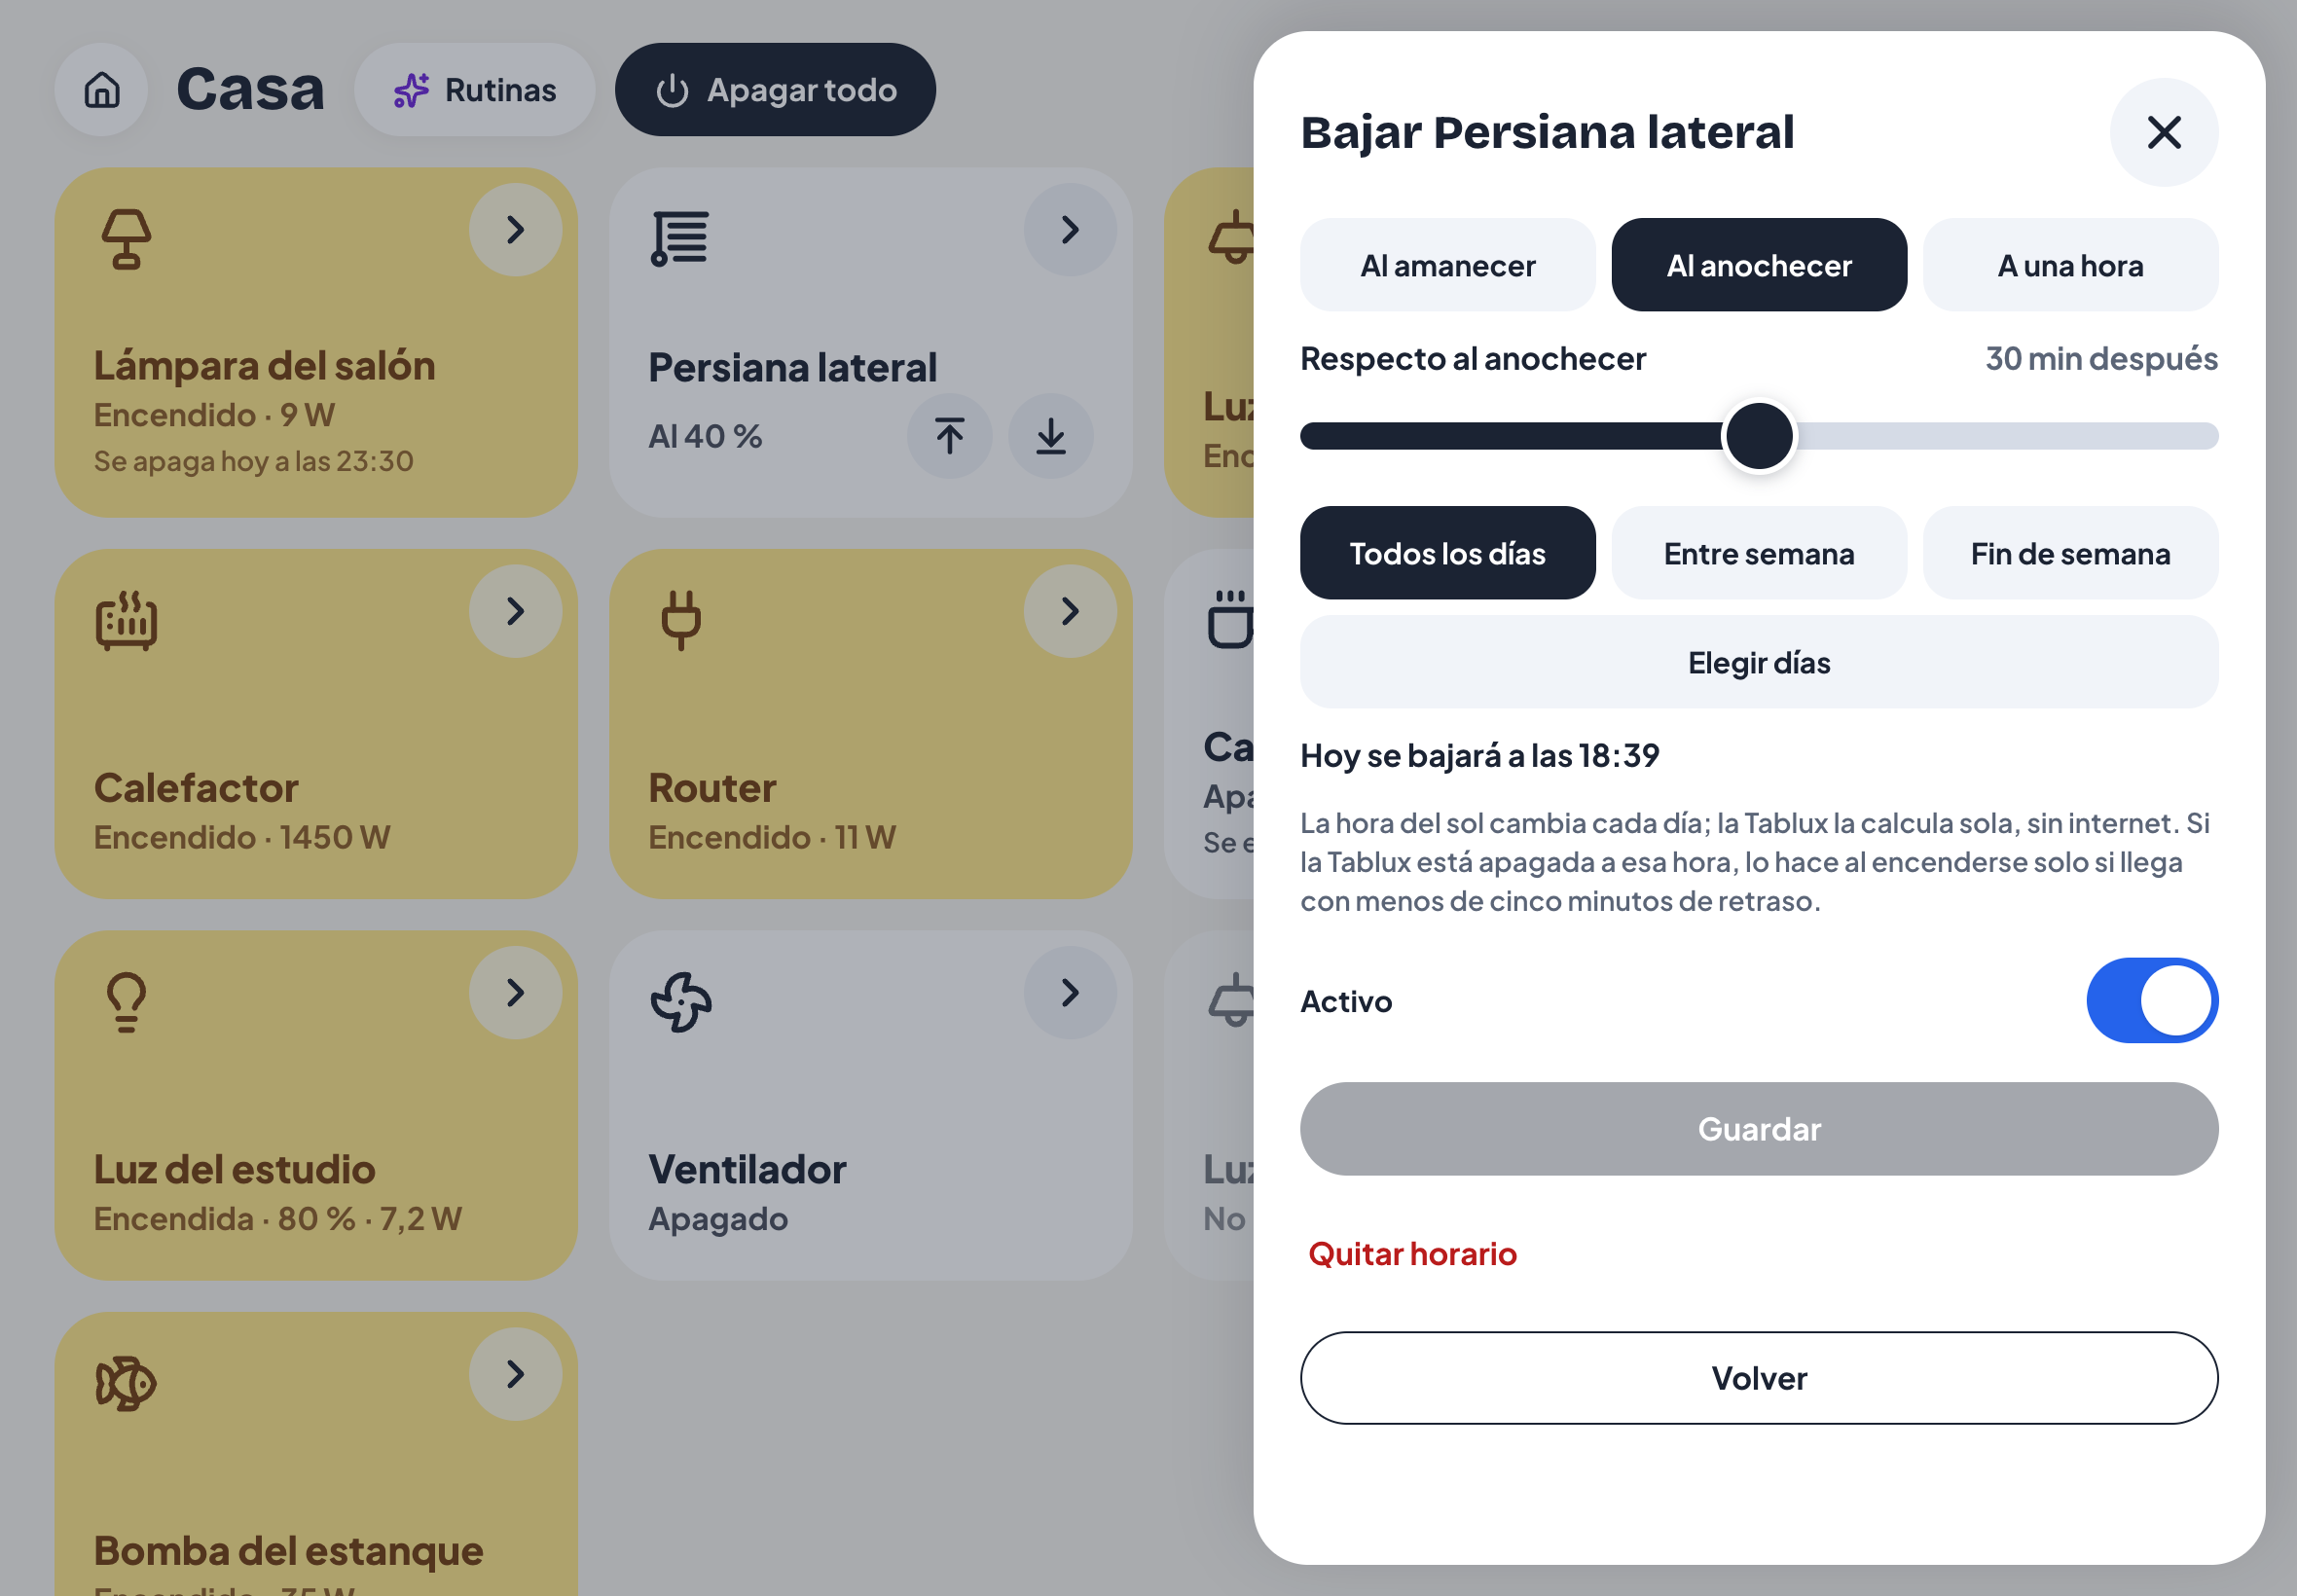 Casa
Rutinas
Apagar todo
Lámpara del salón
Encendido · 9 W
Se apaga hoy a las 23:30
Persiana lateral
Al 40 %
Calefactor
Encendido · 1450 W
Router
Encendido · 11 W
Luz del estudio
Encendida · 80 % · 7,2 W
Ventilador
Apagado
No
Bomba del estanque
Bajar Persiana lateral
Al amanecer
Al anochecer
A una hora
Respecto al anochecer
30 min después
Todos los días
Entre semana
Fin de semana
Elegir días
Hoy se bajará a las 18:39
La hora del sol cambia cada día; la Tablux la calcula sola, sin internet. Si
la Tablux está apagada a esa hora, lo hace al encenderse solo si llega
con menos de cinco minutos de retraso.
Activo
Guardar
Quitar horario
Volver